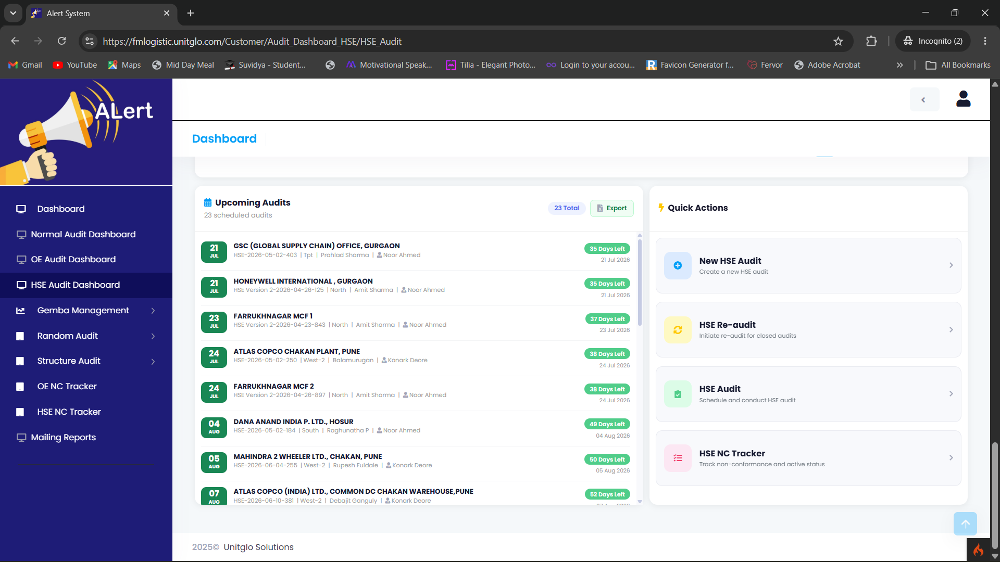 Alert System
https://fmlogistic.unitglo.com/Customer/Audit_Dashboard_HSE/HSE_Audit
Incognito (2)
Gmail
YouTube
Maps
Mid Day Meal
Suvidya - Student...
Motivational Speak...
Tilia - Elegant Photo...
Login to your accou...
Favicon Generator f...
Fervor
Adobe Acrobat
All Bookmarks
ALert
Dashboard
Normal Audit Dashboard
OE Audit Dashboard
HSE Audit Dashboard
Gemba Management
Random Audit
Structure Audit
OE NC Tracker
HSE NC Tracker
Mailing Reports
Dashboard
Upcoming Audits
23 scheduled audits
23 Total
Export
21 JUL
GSC (GLOBAL SUPPLY CHAIN) OFFICE, GURGAON
HSE-2026-05-02-403 | Tpt | Prahlad Sharma | Noor Ahmed
35 Days Left
21 Jul 2026
21 JUL
HONEYWELL INTERNATIONAL , GURGAON
HSE Version 2-2026-04-26-125 | North | Amit Sharma | Noor Ahmed
35 Days Left
21 Jul 2026
23 JUL
FARRUKHNAGAR MCF 1
HSE Version 2-2026-04-23-843 | North | Amit Sharma | Noor Ahmed
37 Days Left
23 Jul 2026
24 JUL
ATLAS COPCO CHAKAN PLANT, PUNE
HSE-2026-05-02-250 | West-2 | Balamurugan | Konark Deore
38 Days Left
24 Jul 2026
24 JUL
FARRUKHNAGAR MCF 2
HSE Version 2-2026-04-26-897 | North | Amit Sharma | Noor Ahmed
38 Days Left
24 Jul 2026
04 AUG
DANA ANAND INDIA P. LTD., HOSUR
HSE-2026-05-02-184 | South | Raghunatha P | Noor Ahmed
49 Days Left
04 Aug 2026
05 AUG
MAHINDRA 2 WHEELER LTD., CHAKAN, PUNE
HSE-2026-06-04-255 | West-2 | Rupesh Fuldale | Konark Deore
50 Days Left
05 Aug 2026
07 AUG
ATLAS COPCO (INDIA) LTD., COMMON DC CHAKAN WAREHOUSE,PUNE
HSE-2026-06-10-381 | West-2 | Debajit Ganguly | Konark Deore
52 Days Left
Quick Actions
New HSE Audit
Create a new HSE audit
HSE Re-audit
Initiate re-audit for closed audits
HSE Audit
Schedule and conduct HSE audit
HSE NC Tracker
Track non-conformance and active status
2025© Unitglo Solutions